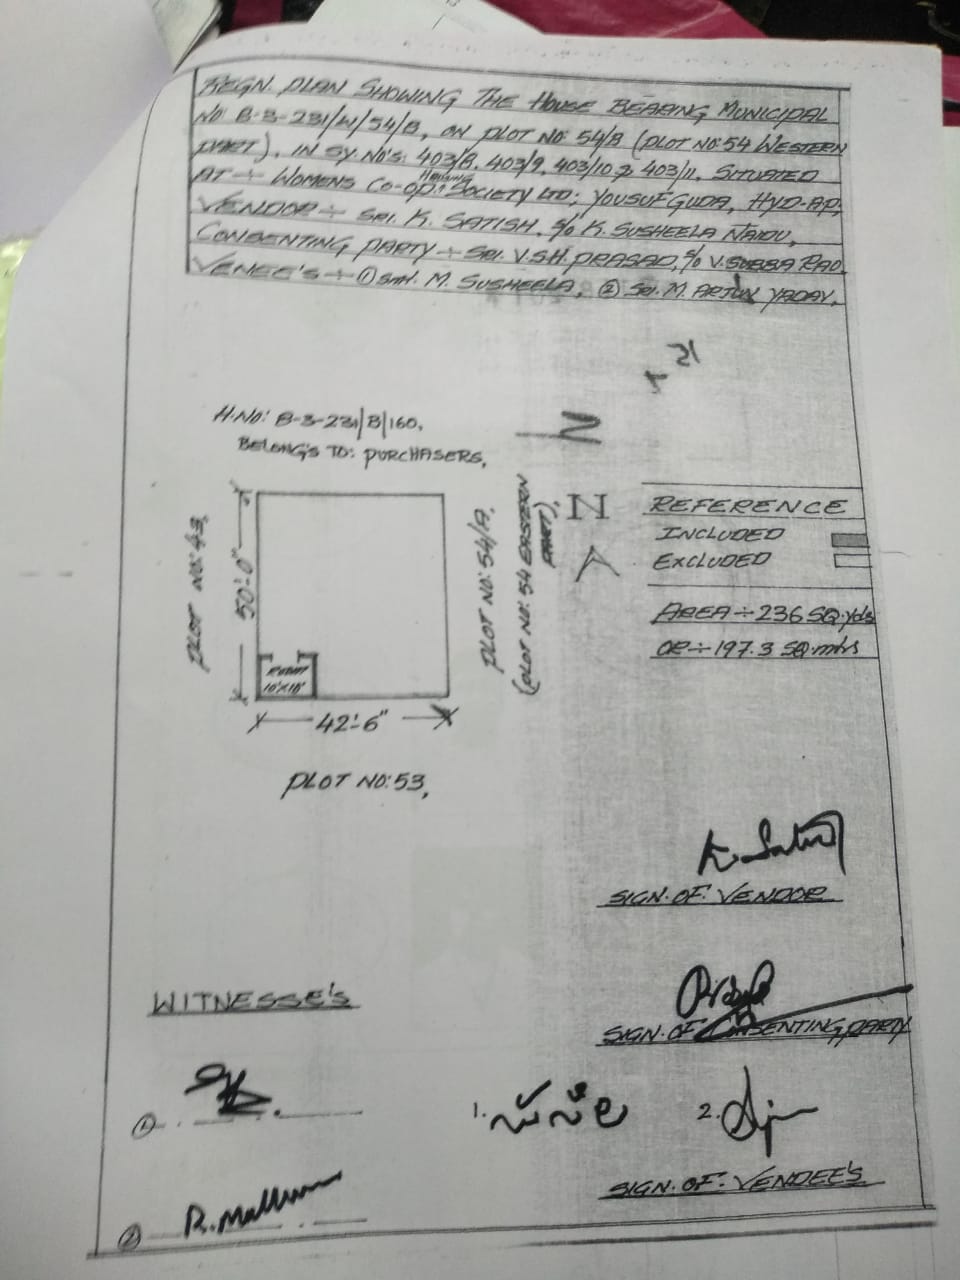 REGN. PLAN SHOWING THE HOUSE BEARING MUNICIPAL
NO 8-3-231/W/54/B, ON PLOT NO: 54/B (PLOT NO: 54 WESTERN
PART), IN SY. NO'S: 403/8, 403/9, 403/10 & 403/11, SITUATED
AT ÷ WOMENS CO-OP: HOUSING SOCIETY LTD; YOUSUFGUDA, HYD-AP,
VENDOR ÷ SRI. K. SATISH, S/o K. SUSHEELA NAIDU,
CONSENTING PARTY ÷ SRI. V.S.H. PRASAD, S/o V. SUBBA RAO
VENEE'S ÷ ① Smt. M. SUSHEELA, ② Sri. M. ARJUN YADAV,
N
H.NO: 8-3-231/B/160,
BELONG'S TO: PURCHASERS,
PLOT NO: 43,
50'-0"
ROOM
10'X18'
42'-6"
PLOT NO: 54/A,
(PLOT NO: 54 EASTERN
PART),
PLOT NO: 53,
N
REFERENCE
INCLUDED
EXCLUDED
AREA ÷ 236 SQ.yds
OR ÷ 197.3 SQ.mtrs
K. Satish
SIGN. OF. VENDOR
SIGN. OF CONSENTING PARTY
WITNESSE'S
①
② R. Mallu
1.
2.
SIGN. OF. VENDEE'S